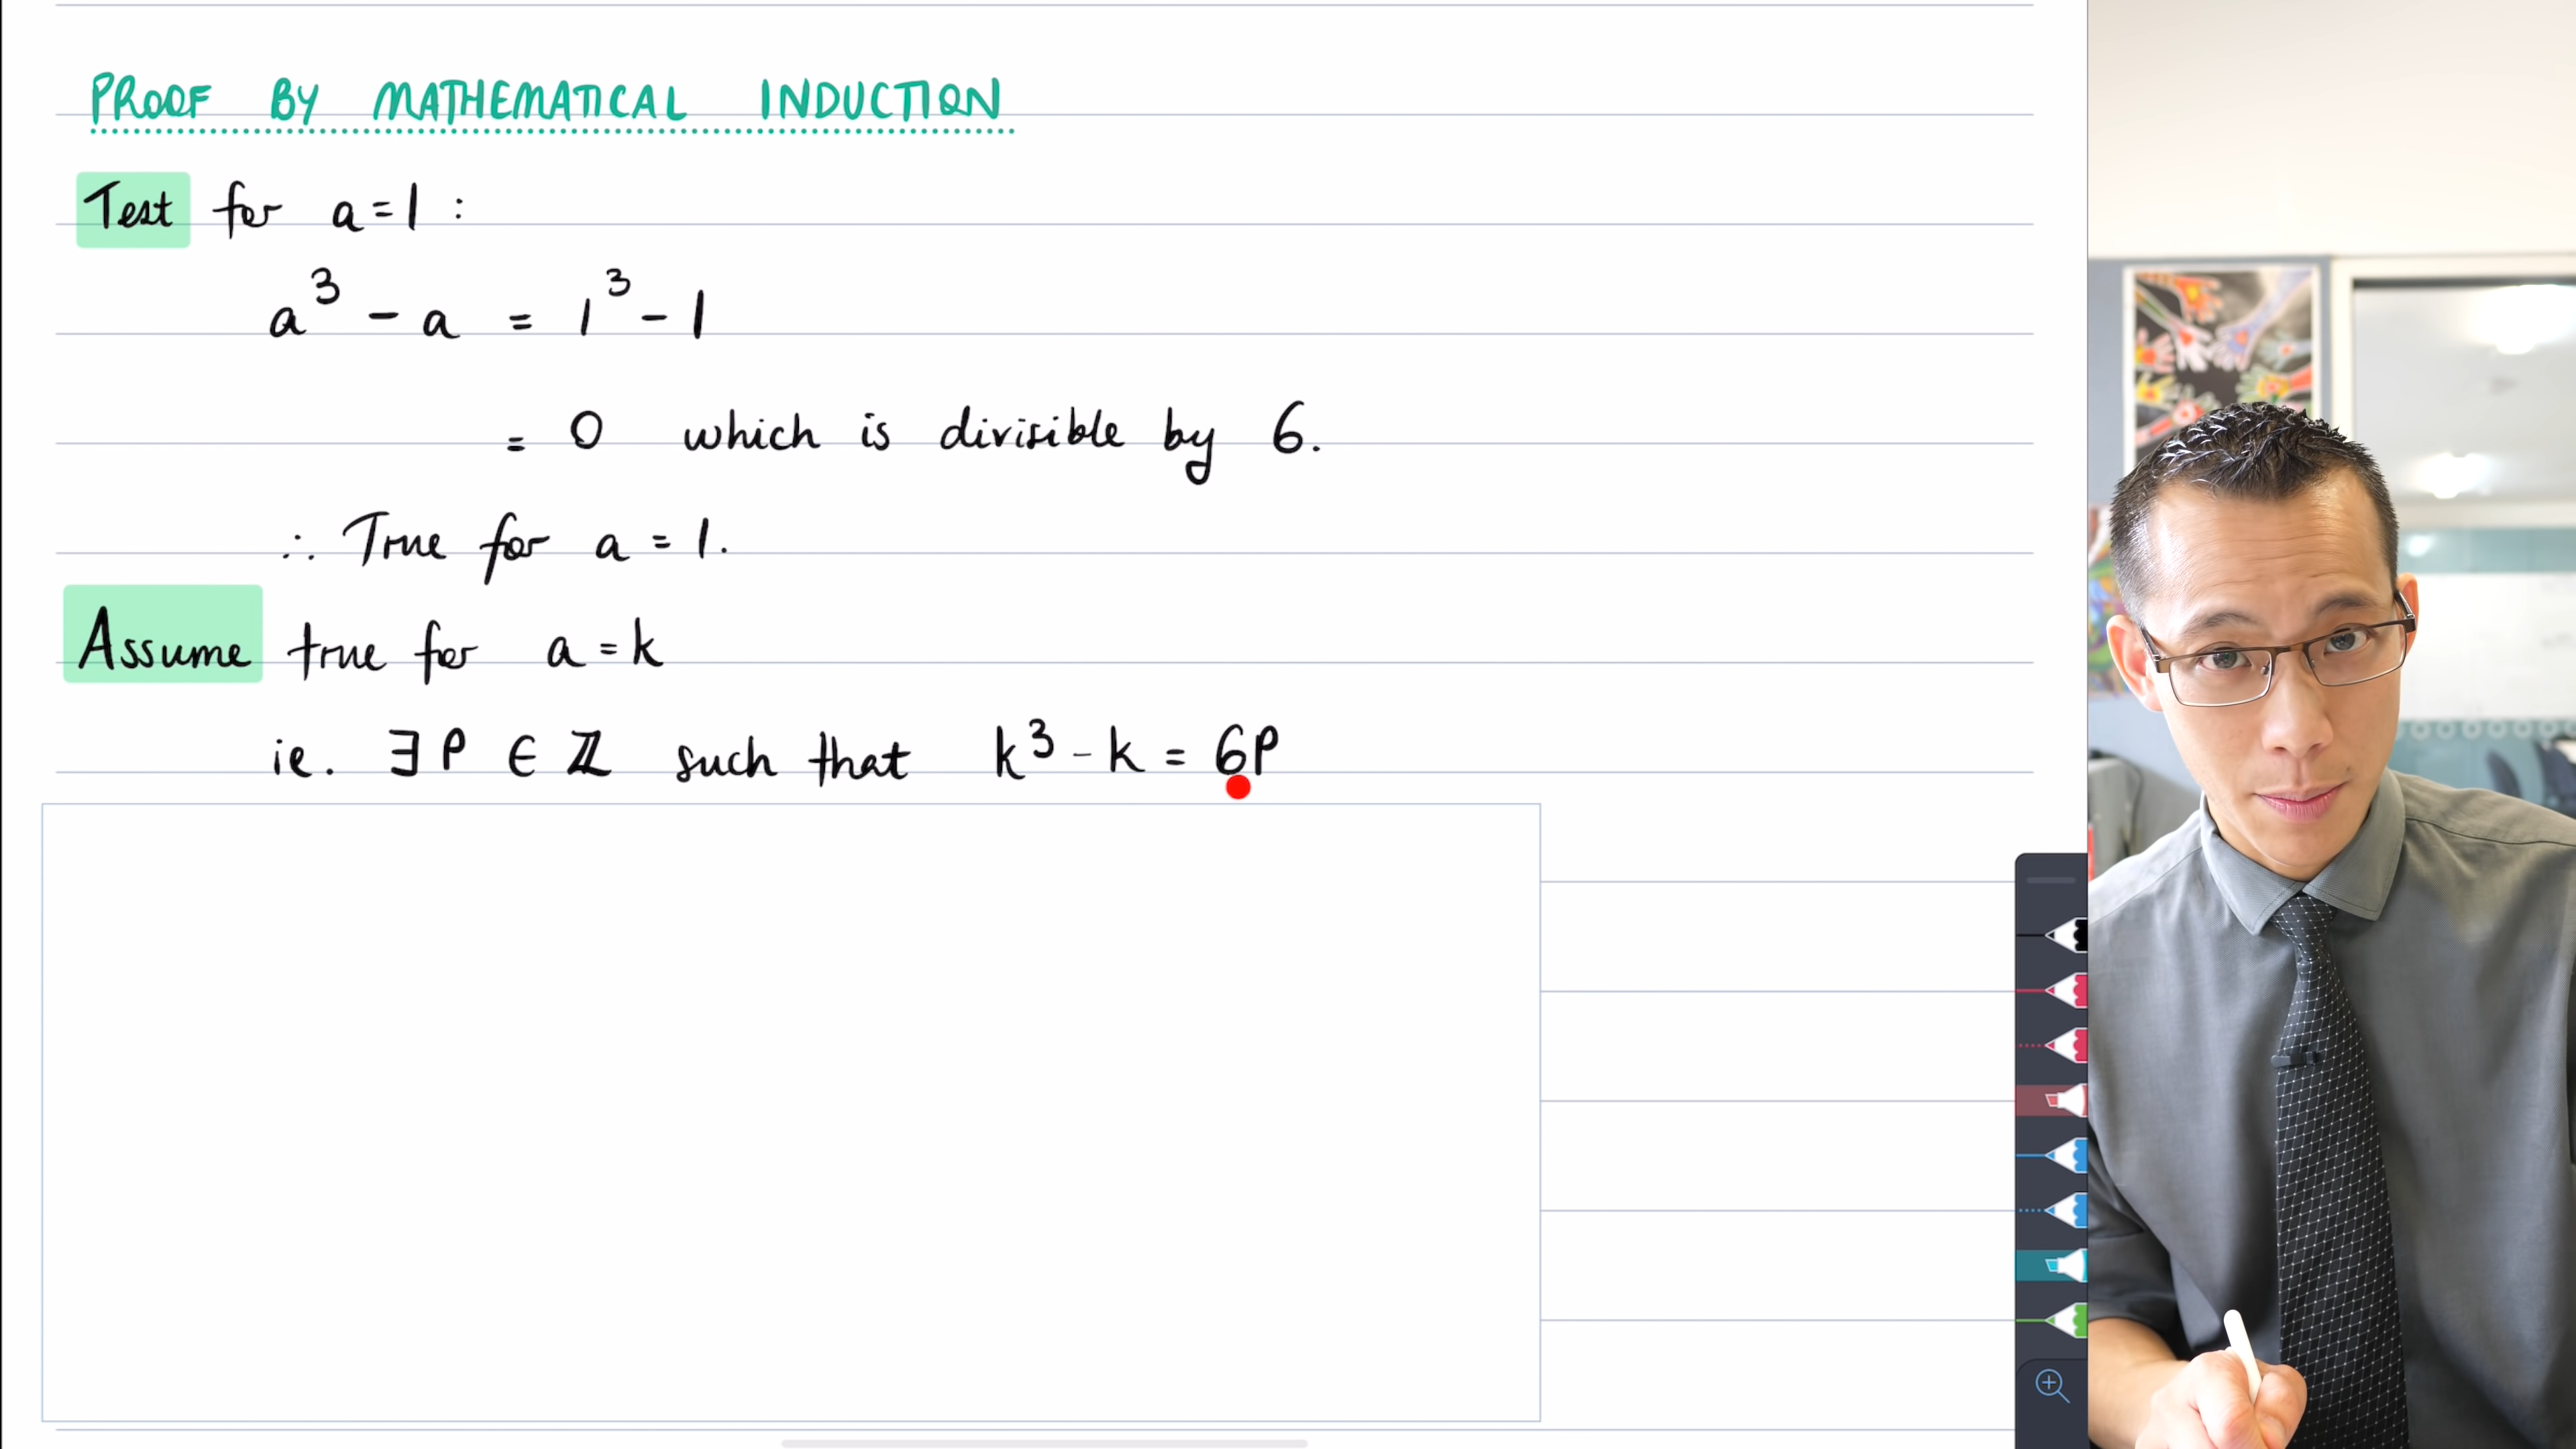 PROOF BY MATHEMATICAL INDUCTION
Test for a=1 :
a³ - a = 1³ - 1
= 0 which is divisible by 6.
∴ True for a = 1.
Assume true for a = k
ie. ∃ P ∈ ℤ such that k³ - k = 6P